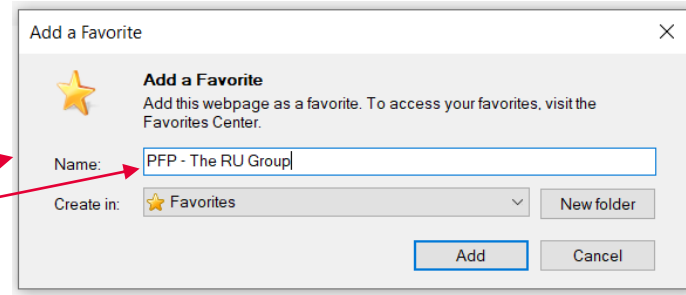 Add a Favorite
Add a Favorite
Add this webpage as a favorite. To access your favorites, visit the
Favorites Center.
Name: PFP - The RU Group
Create in: Favorites New folder
Add Cancel